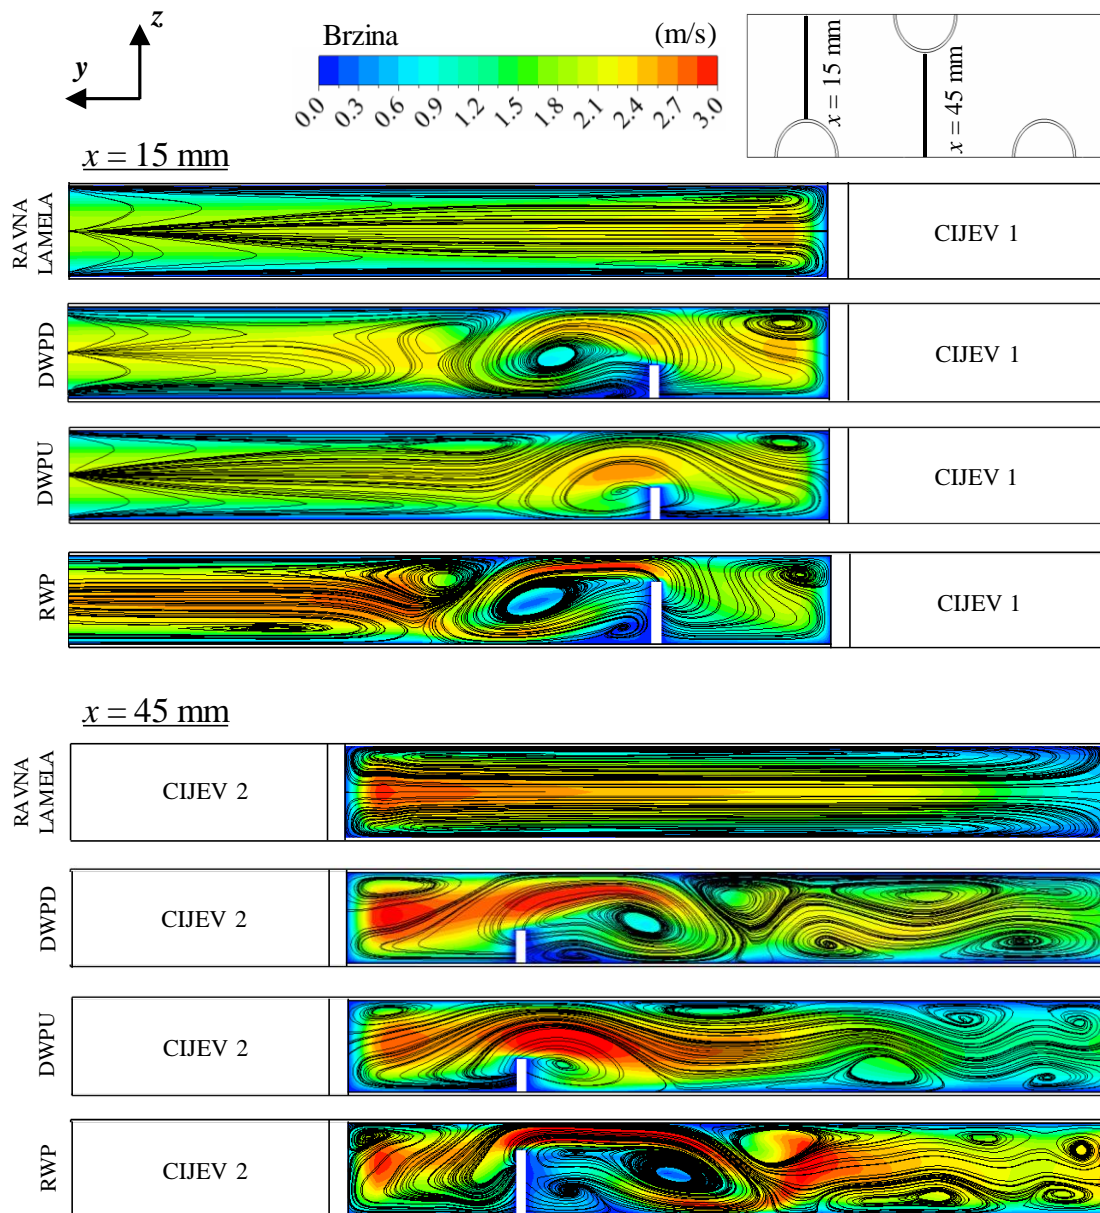 z
y
Brzina (m/s)
0.0 0.3 0.6 0.9 1.2 1.5 1.8 2.1 2.4 2.7 3.0
x = 15 mm
x = 45 mm
x = 15 mm
RAVNA
LAMELA
CIJEV 1
DWPD
CIJEV 1
DWPU
CIJEV 1
RWP
CIJEV 1
x = 45 mm
RAVNA
LAMELA
CIJEV 2
DWPD
CIJEV 2
DWPU
CIJEV 2
RWP
CIJEV 2